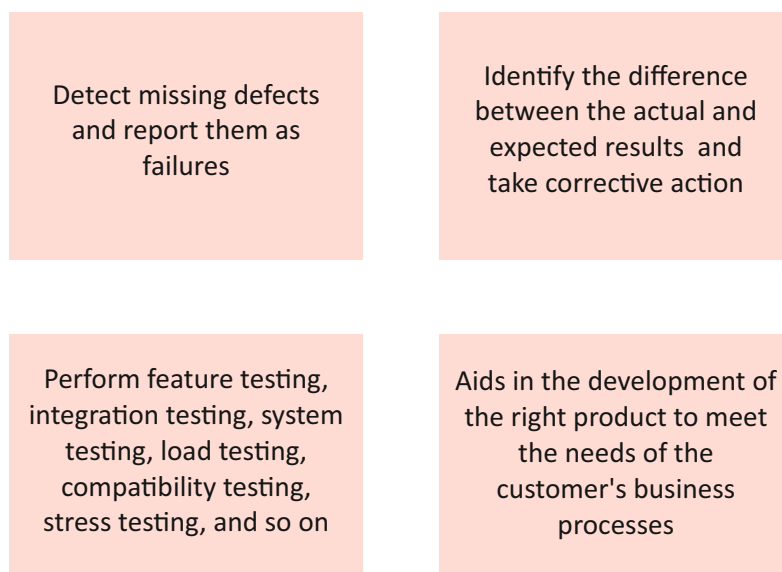 Detect missing defects
and report them as
failures
Identify the difference
between the actual and
expected results and
take corrective action
Perform feature testing,
integration testing, system
testing, load testing,
compatibility testing,
stress testing, and so on
Aids in the development of
the right product to meet
the needs of the
customer's business
processes